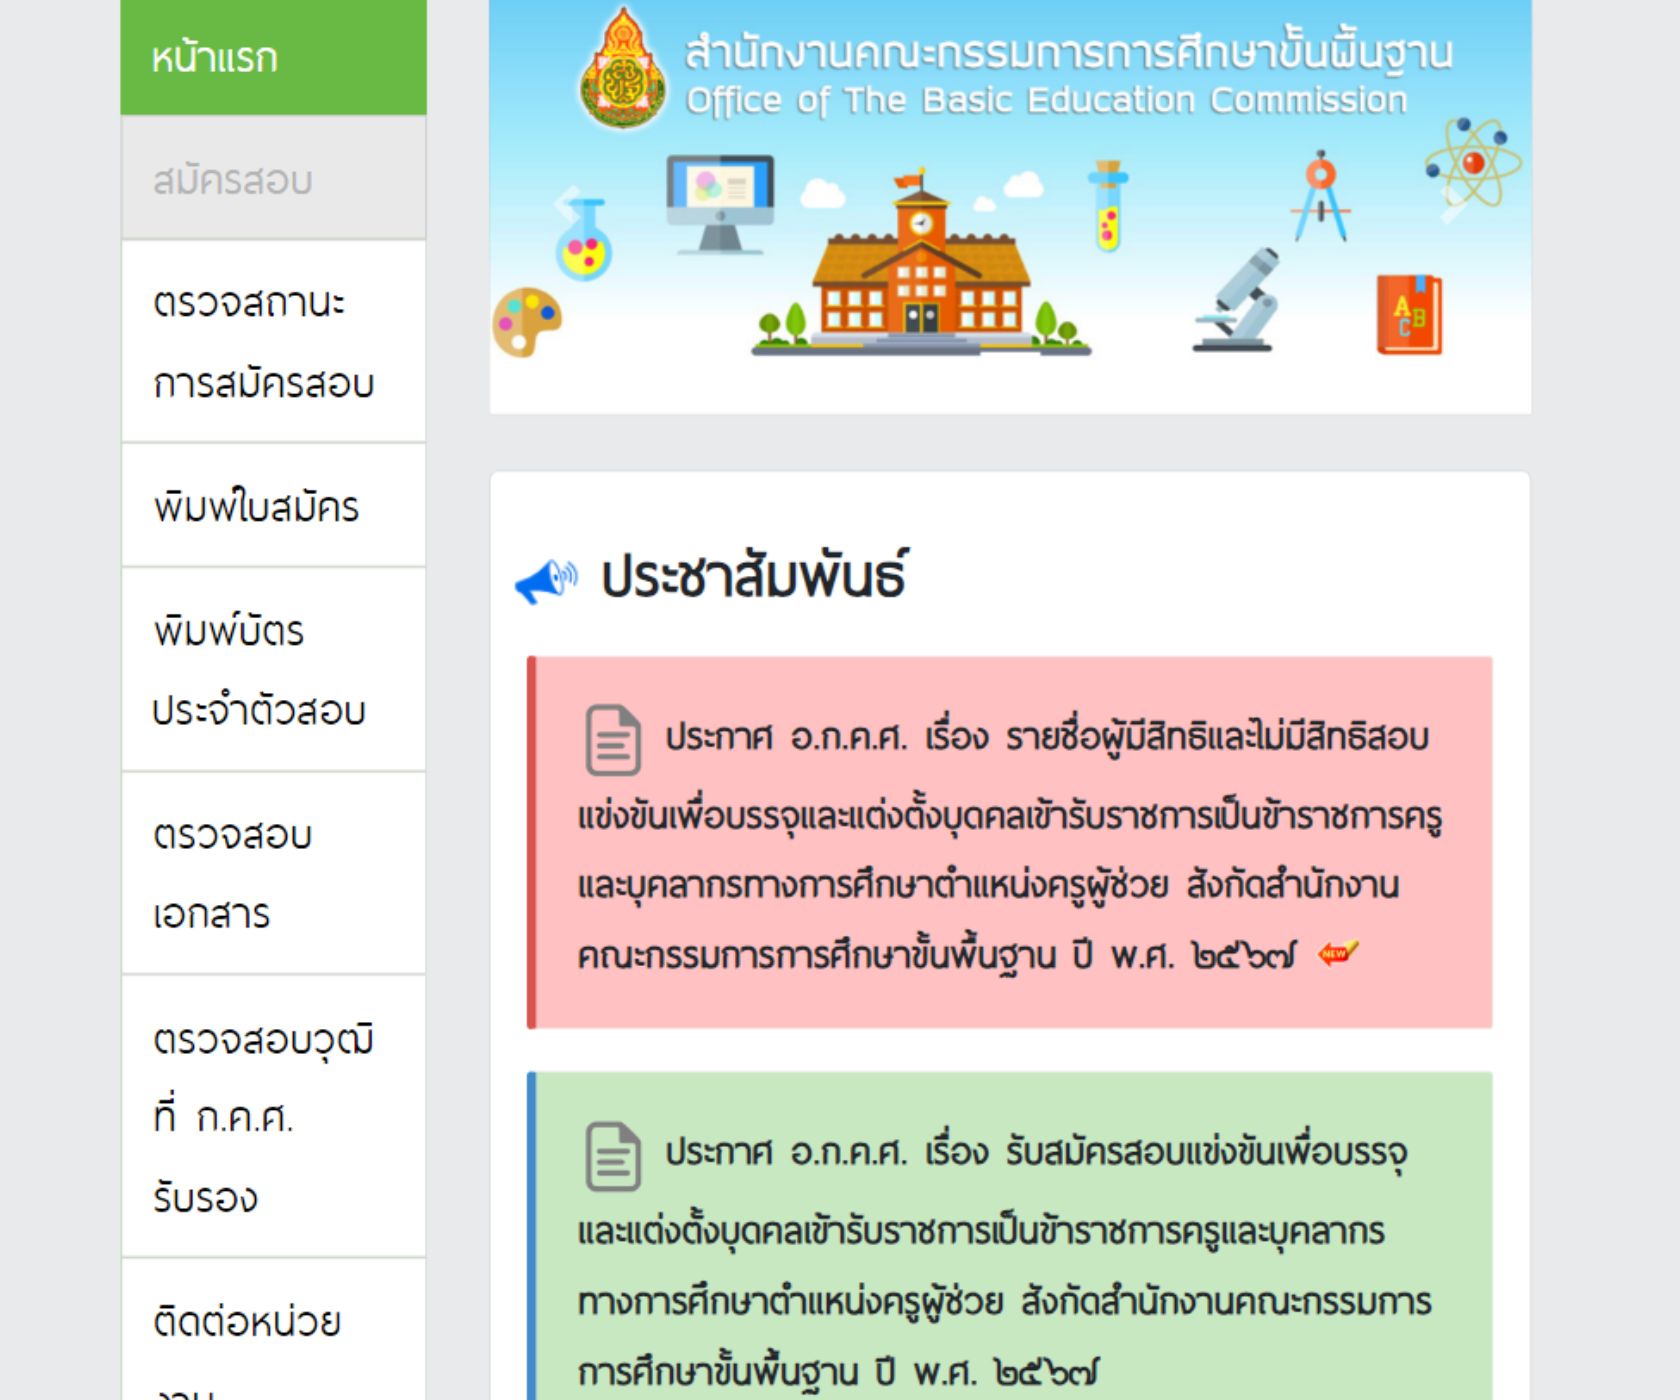 หน้าแรก
สมัครสอบ
ตรวจสถานะ
การสมัครสอบ
พิมพ์ใบสมัคร
พิมพ์บัตร
ประจำตัวสอบ
ตรวจสอบ
เอกสาร
ตรวจสอบวุฒิ
ที่ ก.ค.ศ.
รับรอง
ติดต่อหน่วย
งาน
สำนักงานคณะกรรมการการศึกษาขั้นพื้นฐาน
Office of The Basic Education Commission
A B
C
ประชาสัมพันธ์
ประกาศ อ.ก.ค.ศ. เรื่อง รายชื่อผู้มีสิทธิและไม่มีสิทธิสอบ
แข่งขันเพื่อบรรจุและแต่งตั้งบุดคลเข้ารับราชการเป็นข้าราชการครู
และบุคลากรทางการศึกษาตำแหน่งครูผู้ช่วย สังกัดสำนักงาน
คณะกรรมการการศึกษาขั้นพื้นฐาน ปี พ.ศ. ๒๕๖๗ NEW
ประกาศ อ.ก.ค.ศ. เรื่อง รับสมัครสอบแข่งขันเพื่อบรรจุ
และแต่งตั้งบุดคลเข้ารับราชการเป็นข้าราชการครูและบุคลากร
ทางการศึกษาตำแหน่งครูผู้ช่วย สังกัดสำนักงานคณะกรรมการ
การศึกษาขั้นพื้นฐาน ปี พ.ศ. ๒๕๖๗